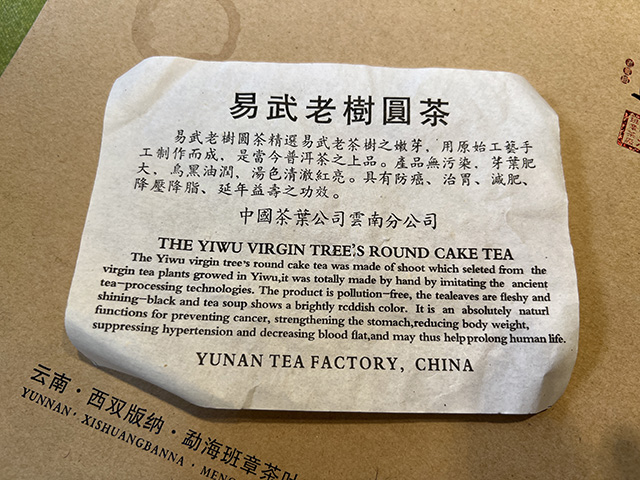 易武老樹圓茶
易武老樹圓茶精選易武老茶樹之嫩芽，用原始工藝手
工制作而成，是當今普洱茶之上品。產品無污染，芽葉肥
大、烏黑油潤，湯色清澈紅亮。具有防癌、治胃、減肥、
降壓降脂、延年益壽之功效。
中國茶葉公司雲南分公司
THE YIWU VIRGIN TREE'S ROUND CAKE TEA
The Yiwu virgin tree's round cake tea was made of shoot which seleted from the
virgin tea plants growed in Yiwu,it was totally made by hand by imitating the ancient
tea-processing technologies. The product is pollution-free, the tealeaves are fleshy and
shining-black and tea soup shows a brightly rcddish color. It is an absolutely naturl
functions for preventing cancer, strengthening the stomach,reducing body weight,
suppressing hypertension and decreasing blood flat,and may thus help prolong human life.
YUNAN TEA FACTORY, CHINA
云南·西双版纳·勐海班章茶叶
YUNNAN·XISHUANGBANNA·MENG